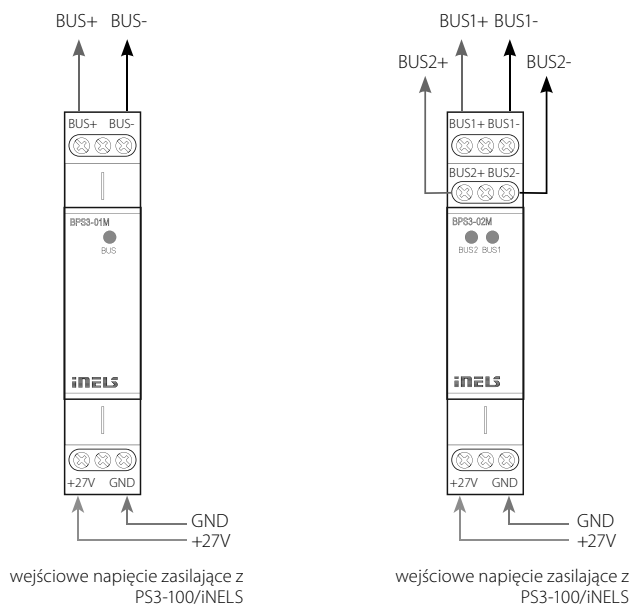 BUS+ BUS-
BUS+ BUS-
BPS3-01M
BUS
iNELS
+27V GND
GND
+27V
wejściowe napięcie zasilające z
PS3-100/iNELS
BUS1+ BUS1-
BUS2+ BUS2-
BUS1+ BUS1-
BUS2+ BUS2-
BPS3-02M
BUS2 BUS1
iNELS
+27V GND
GND
+27V
wejściowe napięcie zasilające z
PS3-100/iNELS